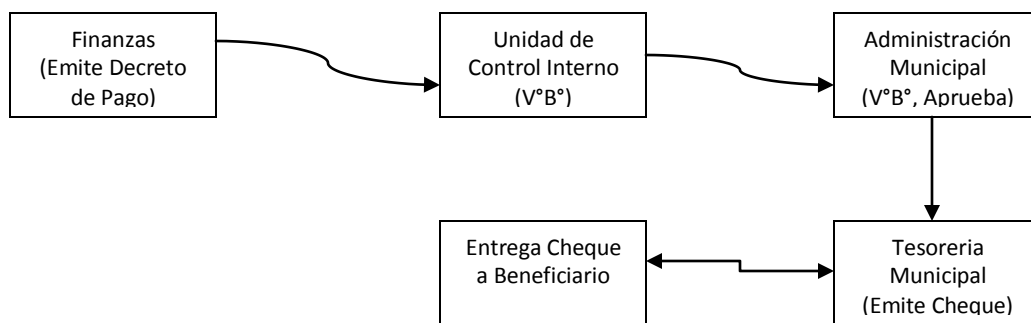 Finanzas
(Emite Decreto
de Pago)
Unidad de
Control Interno
(V°B°)
Administración
Municipal
(V°B°, Aprueba)
Entrega Cheque
a Beneficiario
Tesoreria
Municipal
(Emite Cheque)